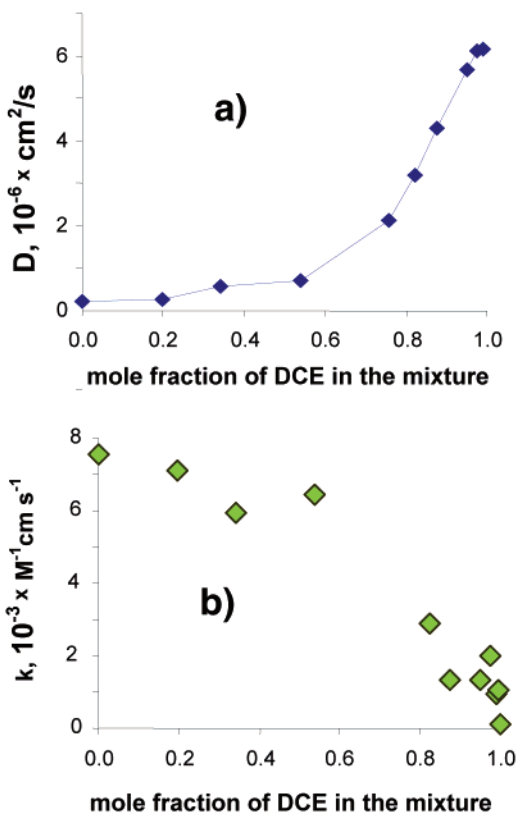 6
4
2
0
D, 10⁻⁶ x cm²/s
a)
0.0 0.2 0.4 0.6 0.8 1.0
mole fraction of DCE in the mixture
8
6
4
2
0
k, 10⁻³ x M⁻¹cm s⁻¹
b)
0.0 0.2 0.4 0.6 0.8 1.0
mole fraction of DCE in the mixture